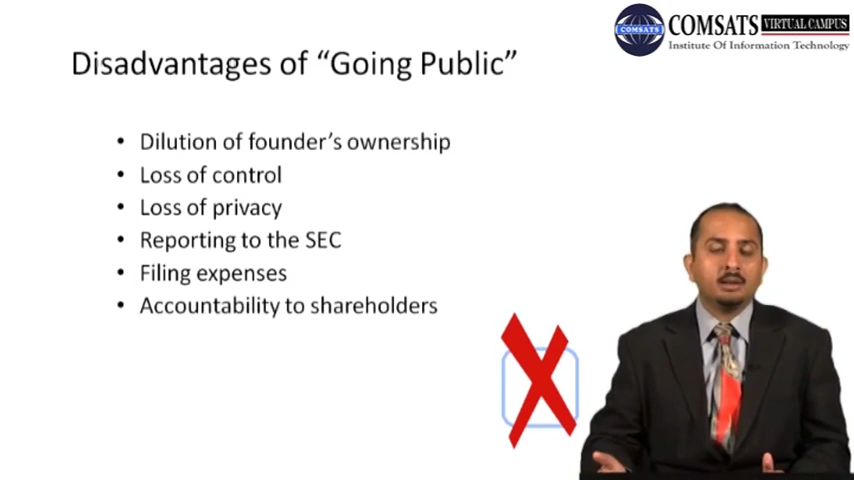 COMSATS VIRTUAL CAMPUS
COMSATS
Institute Of Information Technology
Disadvantages of “Going Public”
• Dilution of founder’s ownership
• Loss of control
• Loss of privacy
• Reporting to the SEC
• Filing expenses
• Accountability to shareholders